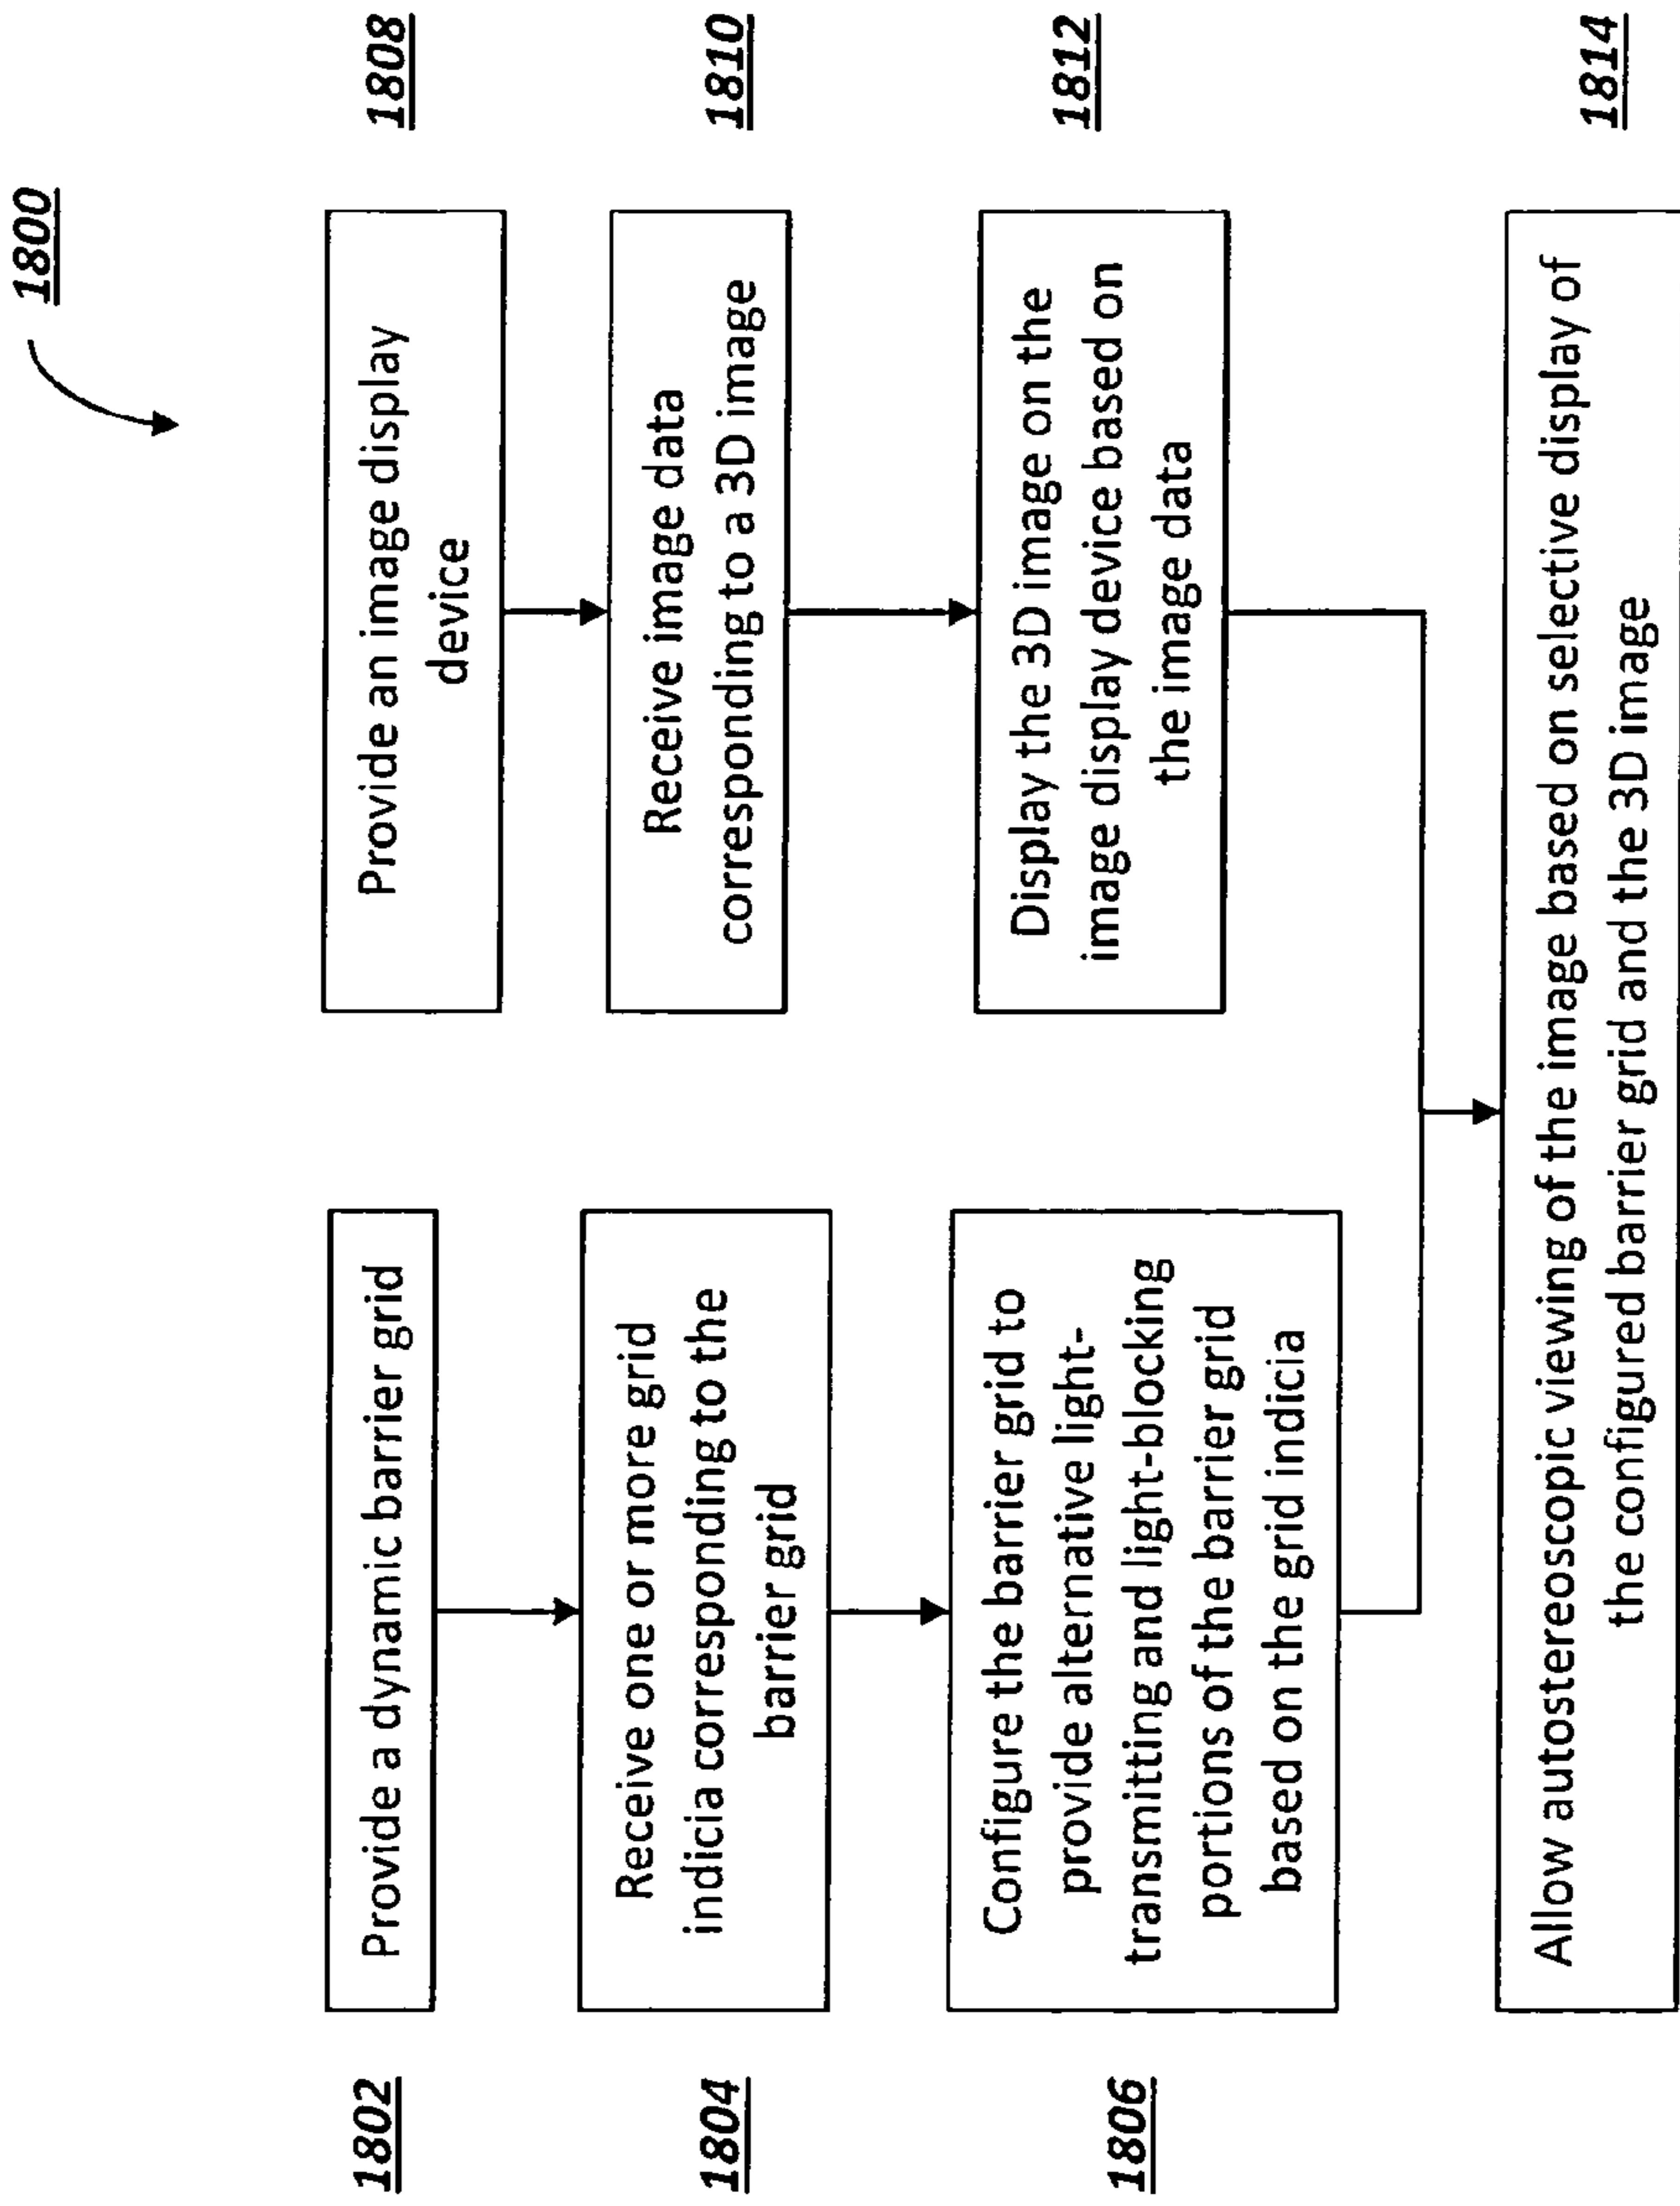 1800
1802
Provide a dynamic barrier grid
1804
Receive one or more grid
indicia corresponding to the
barrier grid
1806
Configure the barrier grid to
provide alternative light-
transmitting and light-blocking
portions of the barrier grid
based on the grid indicia
1808
Provide an image display
device
1810
Receive image data
corresponding to a 3D image
1812
Display the 3D image on the
image display device based on
the image data
1814
Allow autostereoscopic viewing of the image based on selective display of
the configured barrier grid and the 3D image